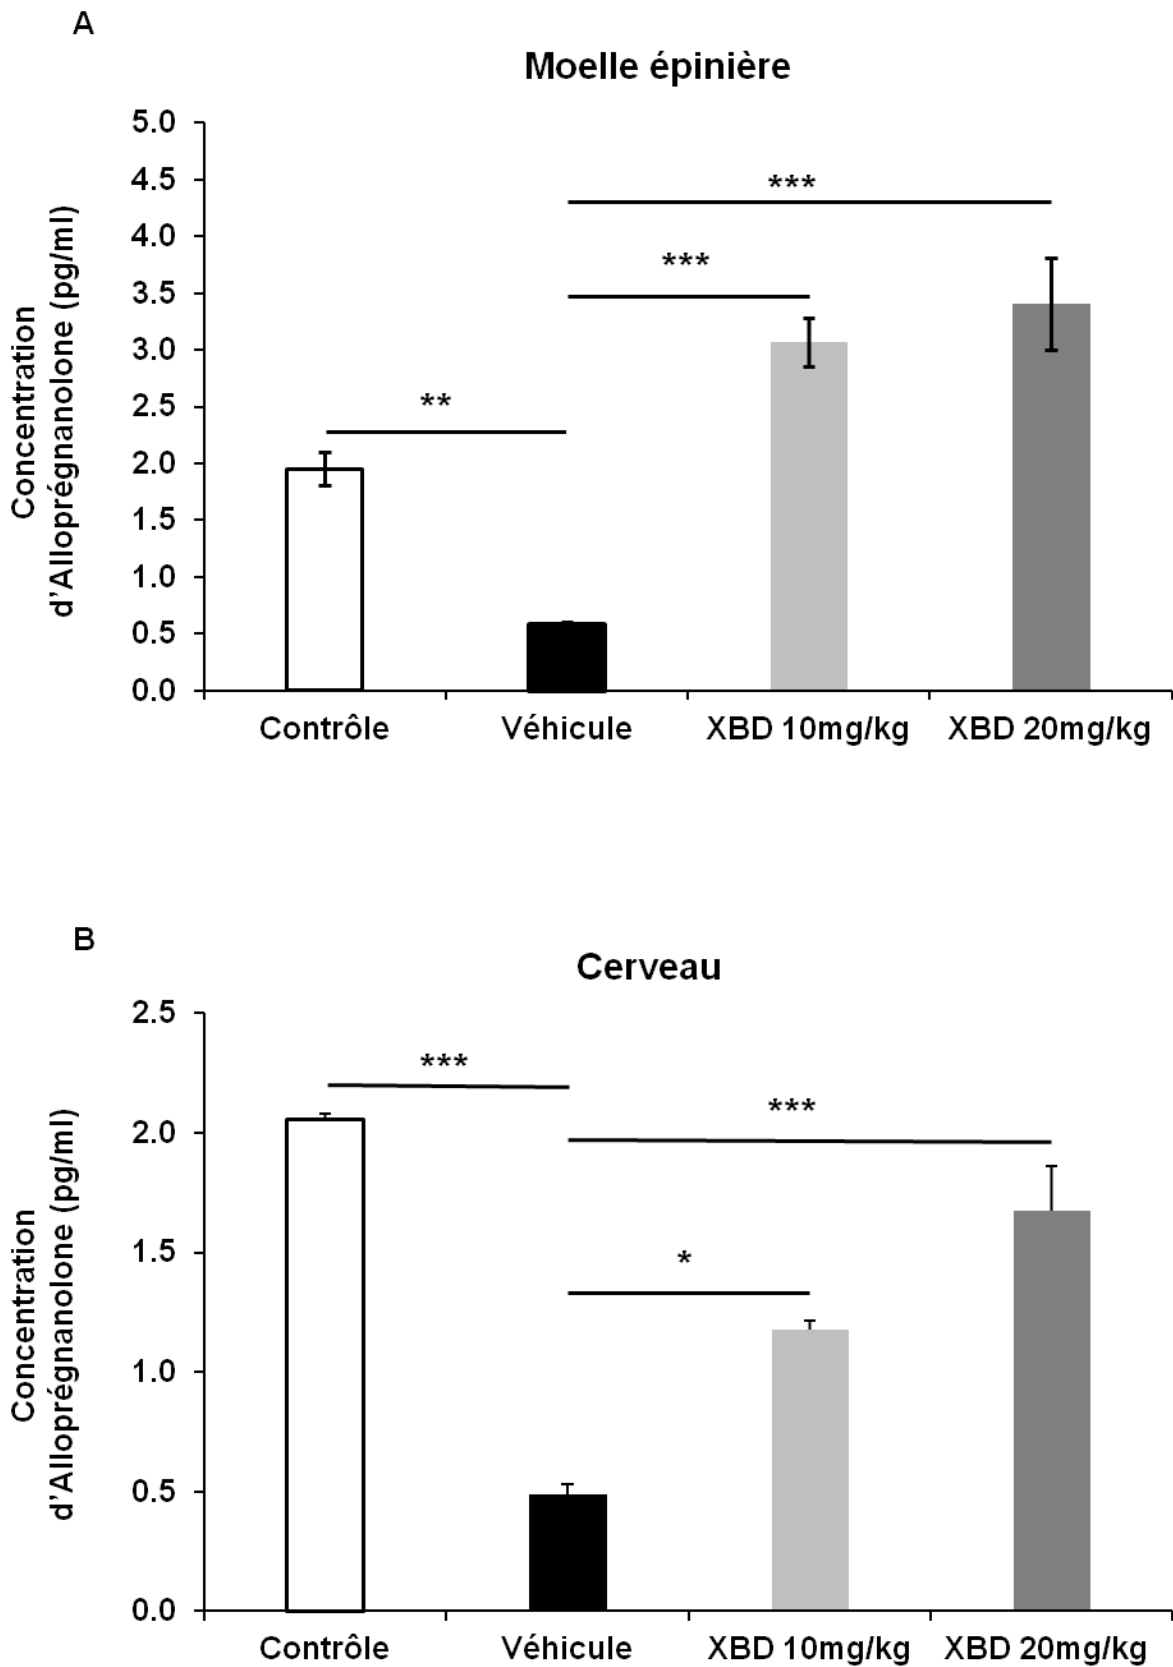 A
Moelle épinière
Concentration
d'Alloprégnanolone (pg/ml)
5.0
4.5
4.0
3.5
3.0
2.5
2.0
1.5
1.0
0.5
0.0
***
***
**
Contrôle Véhicule XBD 10mg/kg XBD 20mg/kg
B
Cerveau
Concentration
d'Alloprégnanolone (pg/ml)
2.5
2.0
1.5
1.0
0.5
0.0
***
***
*
Contrôle Véhicule XBD 10mg/kg XBD 20mg/kg